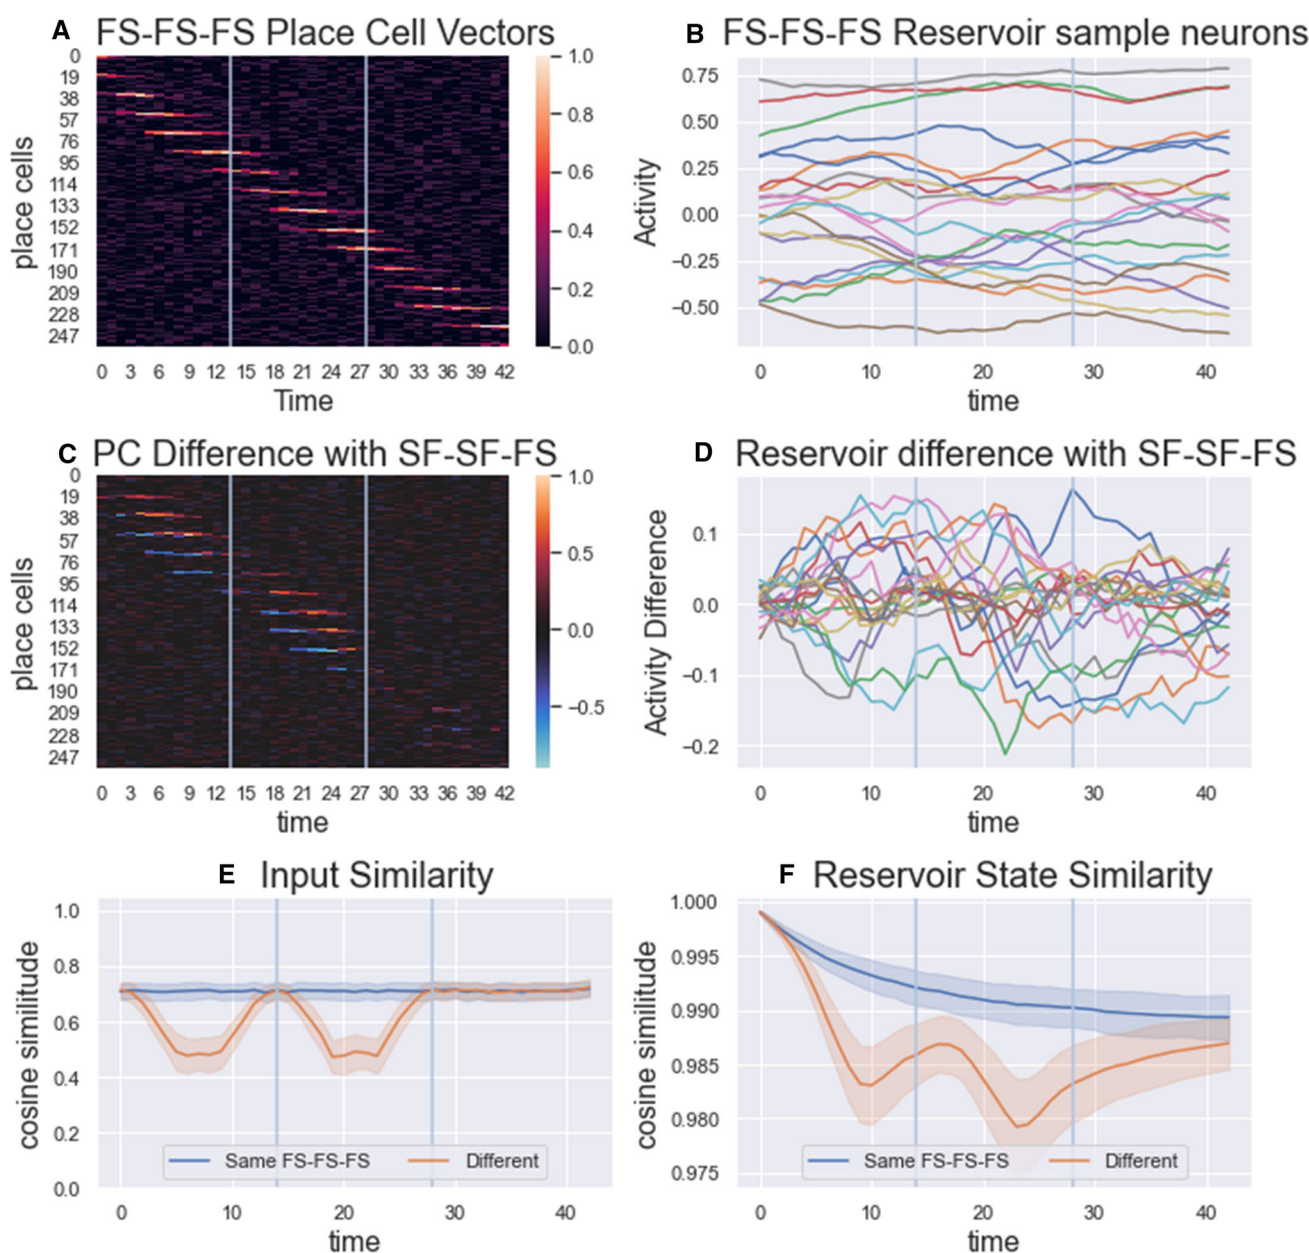 A FS-FS-FS Place Cell Vectors
place cells
0
19
38
57
76
95
114
133
152
171
190
209
228
247
0 3 6 9 12 15 18 21 24 27 30 33 36 39 42
Time
1.0
0.8
0.6
0.4
0.2
0.0
B FS-FS-FS Reservoir sample neurons
Activity
0.75
0.50
0.25
0.00
−0.25
−0.50
0 10 20 30 40
time
C PC Difference with SF-SF-FS
place cells
0
19
38
57
76
95
114
133
152
171
190
209
228
247
0 3 6 9 12 15 18 21 24 27 30 33 36 39 42
time
1.0
0.5
0.0
−0.5
D Reservoir difference with SF-SF-FS
Activity Difference
0.1
0.0
−0.1
−0.2
0 10 20 30 40
time
E Input Similarity
cosine similitude
1.0
0.8
0.6
0.4
0.2
0.0
Same FS-FS-FS Different
0 10 20 30 40
time
F Reservoir State Similarity
cosine similitude
1.000
0.995
0.990
0.985
0.980
0.975
Same FS-FS-FS Different
0 10 20 30 40
time